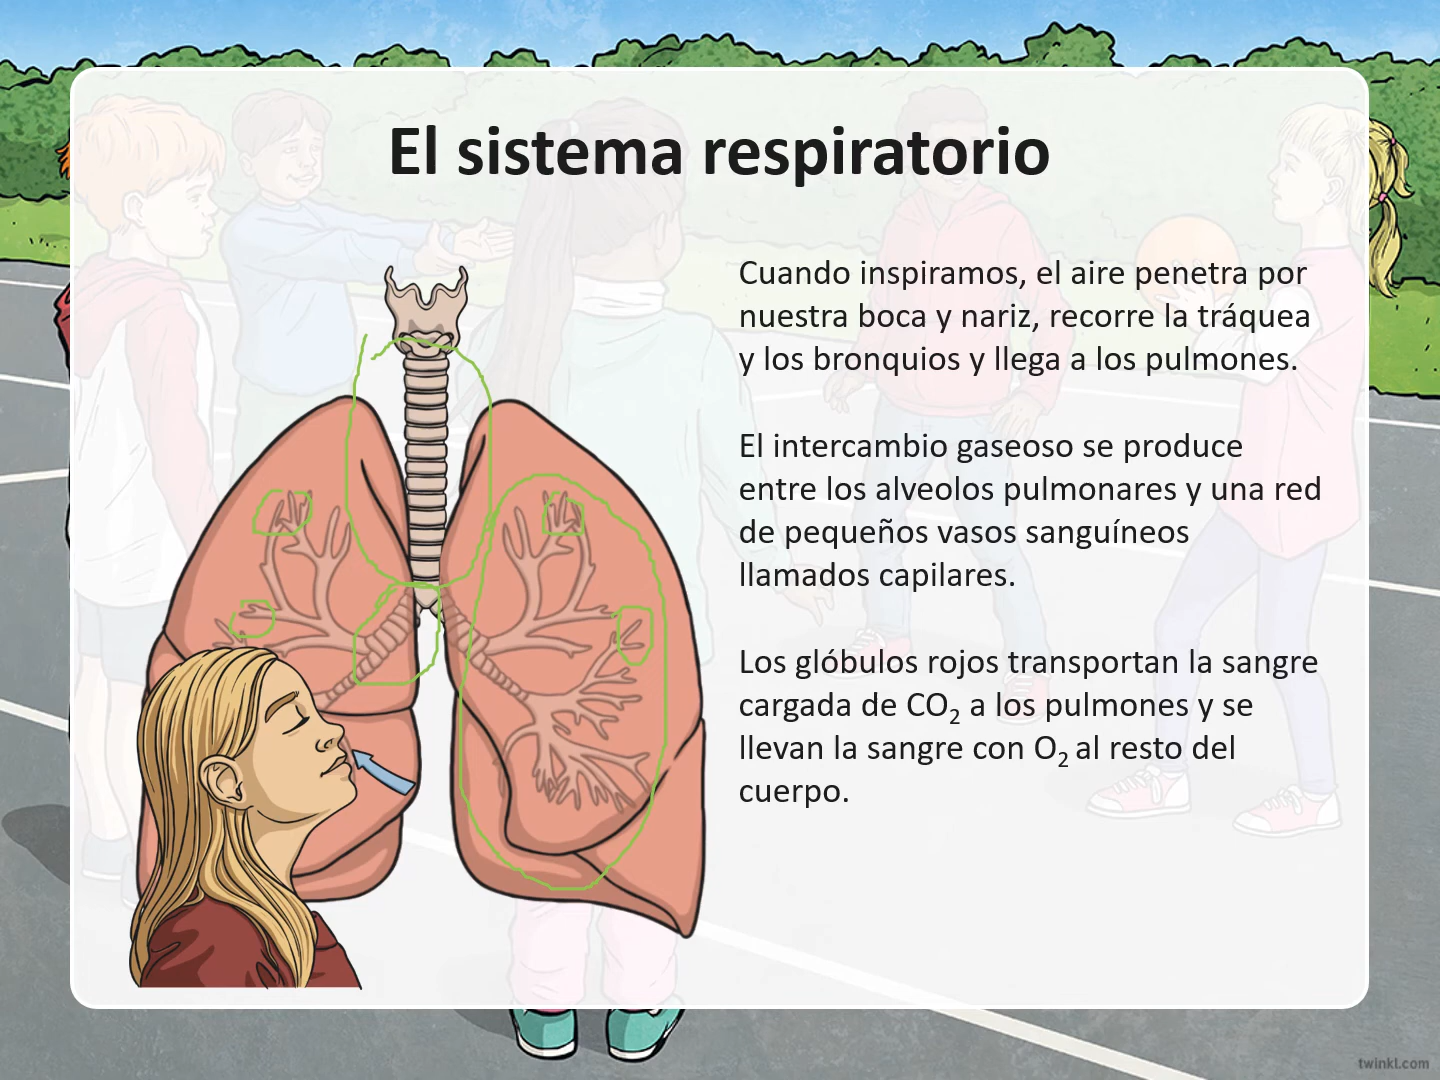 El sistema respiratorio
Cuando inspiramos, el aire penetra por
nuestra boca y nariz, recorre la tráquea
y los bronquios y llega a los pulmones.
El intercambio gaseoso se produce
entre los alveolos pulmonares y una red
de pequeños vasos sanguíneos
llamados capilares.
Los glóbulos rojos transportan la sangre
cargada de CO₂ a los pulmones y se
llevan la sangre con O₂ al resto del
cuerpo.
twinkl.com